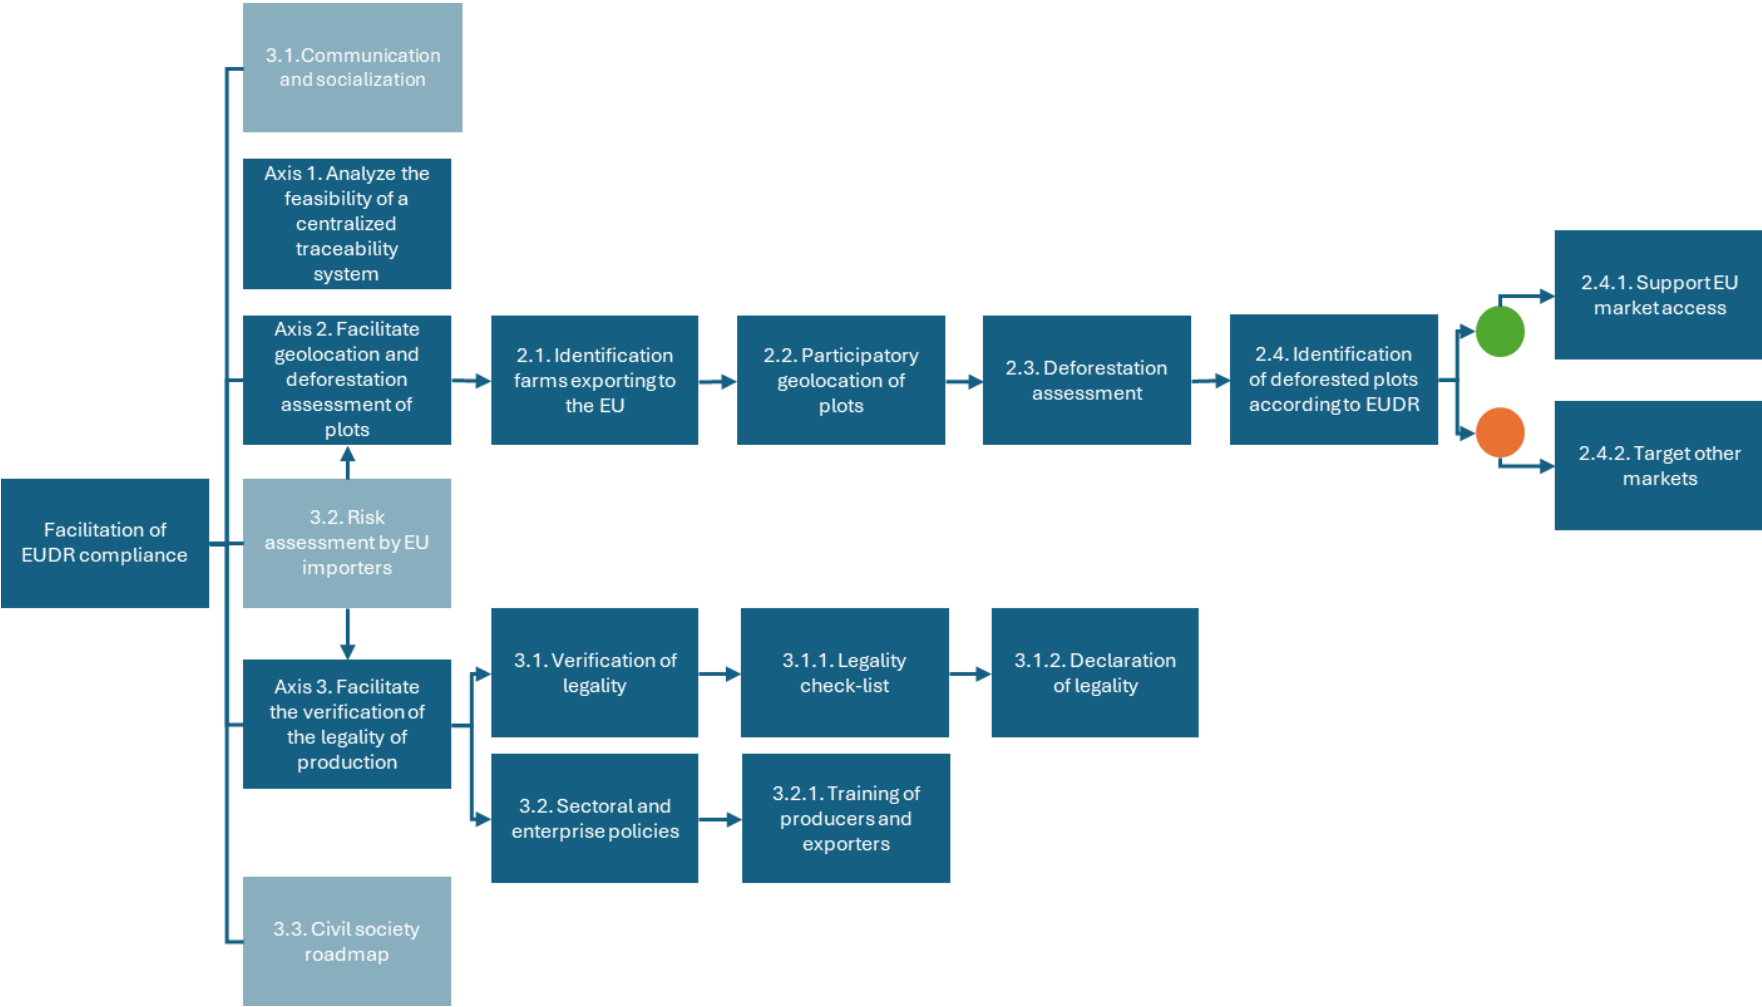 3.1.Communication
and socialization
Axis 1. Analyze the
feasibility of a
centralized
traceability
system
Axis 2. Facilitate
geolocation and
deforestation
assessment of
plots
2.1. Identification
farms exporting to
the EU
2.2. Participatory
geolocation of
plots
2.3. Deforestation
assessment
2.4. Identification
of deforested plots
according to EUDR
2.4.1. Support EU
market access
2.4.2. Target other
markets
Facilitation of
EUDR compliance
3.2. Risk
assessment by EU
importers
Axis 3. Facilitate
the verification of
the legality of
production
3.1. Verification of
legality
3.1.1. Legality
check-list
3.1.2. Declaration
of legality
3.2. Sectoral and
enterprise policies
3.2.1. Training of
producers and
exporters
3.3. Civil society
roadmap